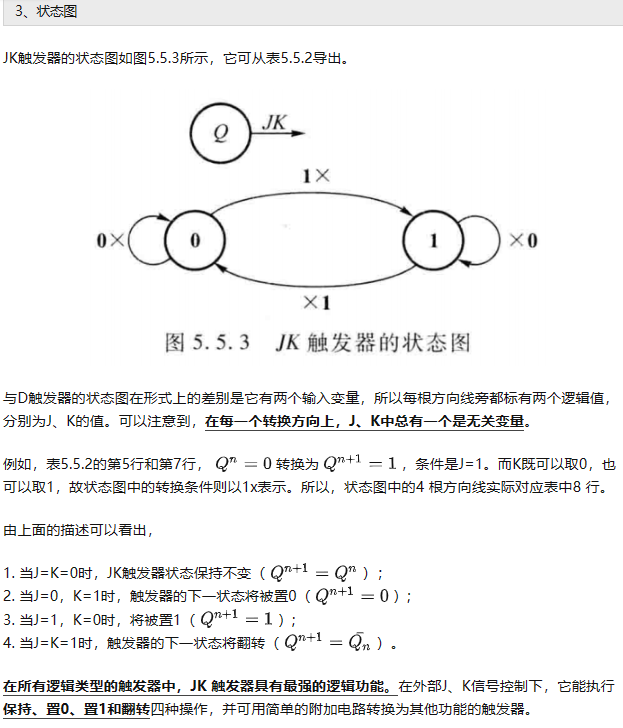 3、状态图
JK触发器的状态图如图5.5.3所示，它可从表5.5.2导出。
Q
JK
1×
0×
0
1
×0
×1
图 5.5.3 JK 触发器的状态图
与D触发器的状态图在形式上的差别是它有两个输入变量，所以每根方向线旁都标有两个逻辑值，
分别为J、K的值。可以注意到，在每一个转换方向上，J、K中总有一个是无关变量。
例如，表5.5.2的第5行和第7行， Qⁿ = 0 转换为 Qⁿ⁺¹ = 1 ，条件是J=1。而K既可以取0，也
可以取1，故状态图中的转换条件则以1x表示。所以，状态图中的4 根方向线实际对应表中8 行。
由上面的描述可以看出，
1. 当J=K=0时，JK触发器状态保持不变（ Qⁿ⁺¹ = Qⁿ ）；
2. 当J=0，K=1时，触发器的下一状态将被置0（ Qⁿ⁺¹ = 0 ）；
3. 当J=1，K=0时，将被置1（ Qⁿ⁺¹ = 1 ）；
4. 当J=K=1时，触发器的下一状态将翻转（ Qⁿ⁺¹ = Q̄ₙ ）。
在所有逻辑类型的触发器中，JK 触发器具有最强的逻辑功能。在外部J、K信号控制下，它能执行
保持、置0、置1和翻转四种操作，并可用简单的附加电路转换为其他功能的触发器。